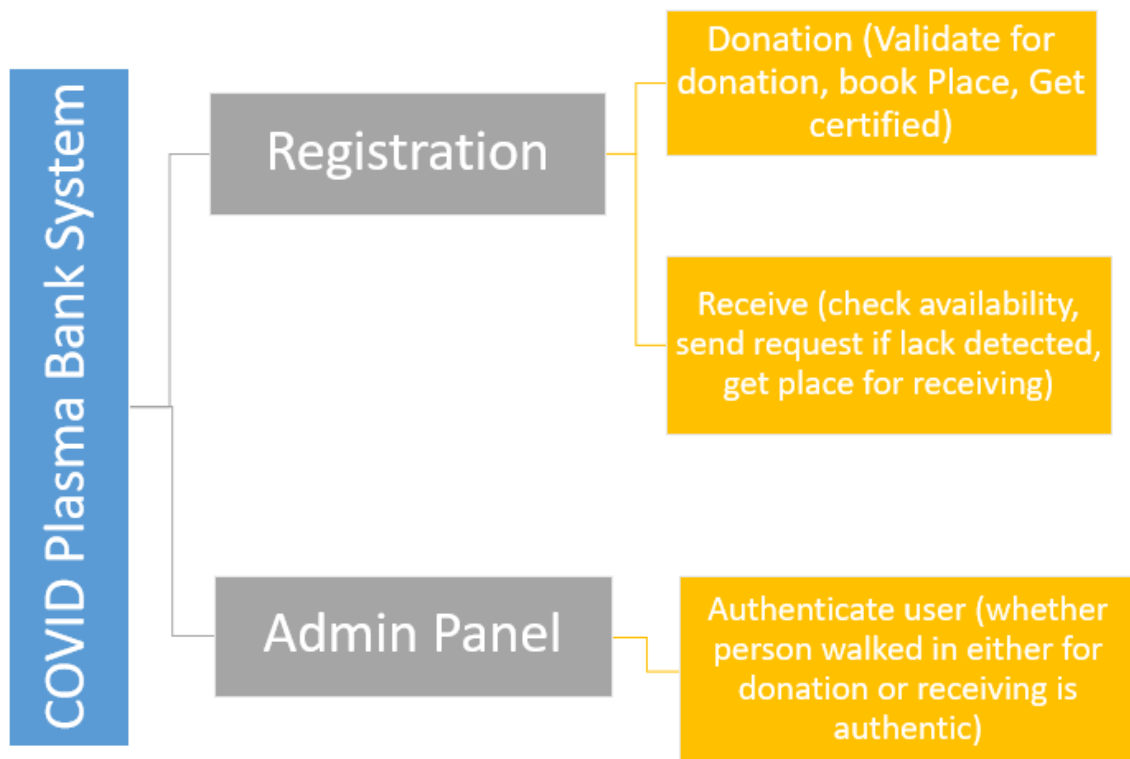 COVID Plasma Bank System
Registration
Donation (Validate for
donation, book Place, Get
certified)
Receive (check availability,
send request if lack detected,
get place for receiving)
Admin Panel
Authenticate user (whether
person walked in either for
donation or receiving is
authentic)